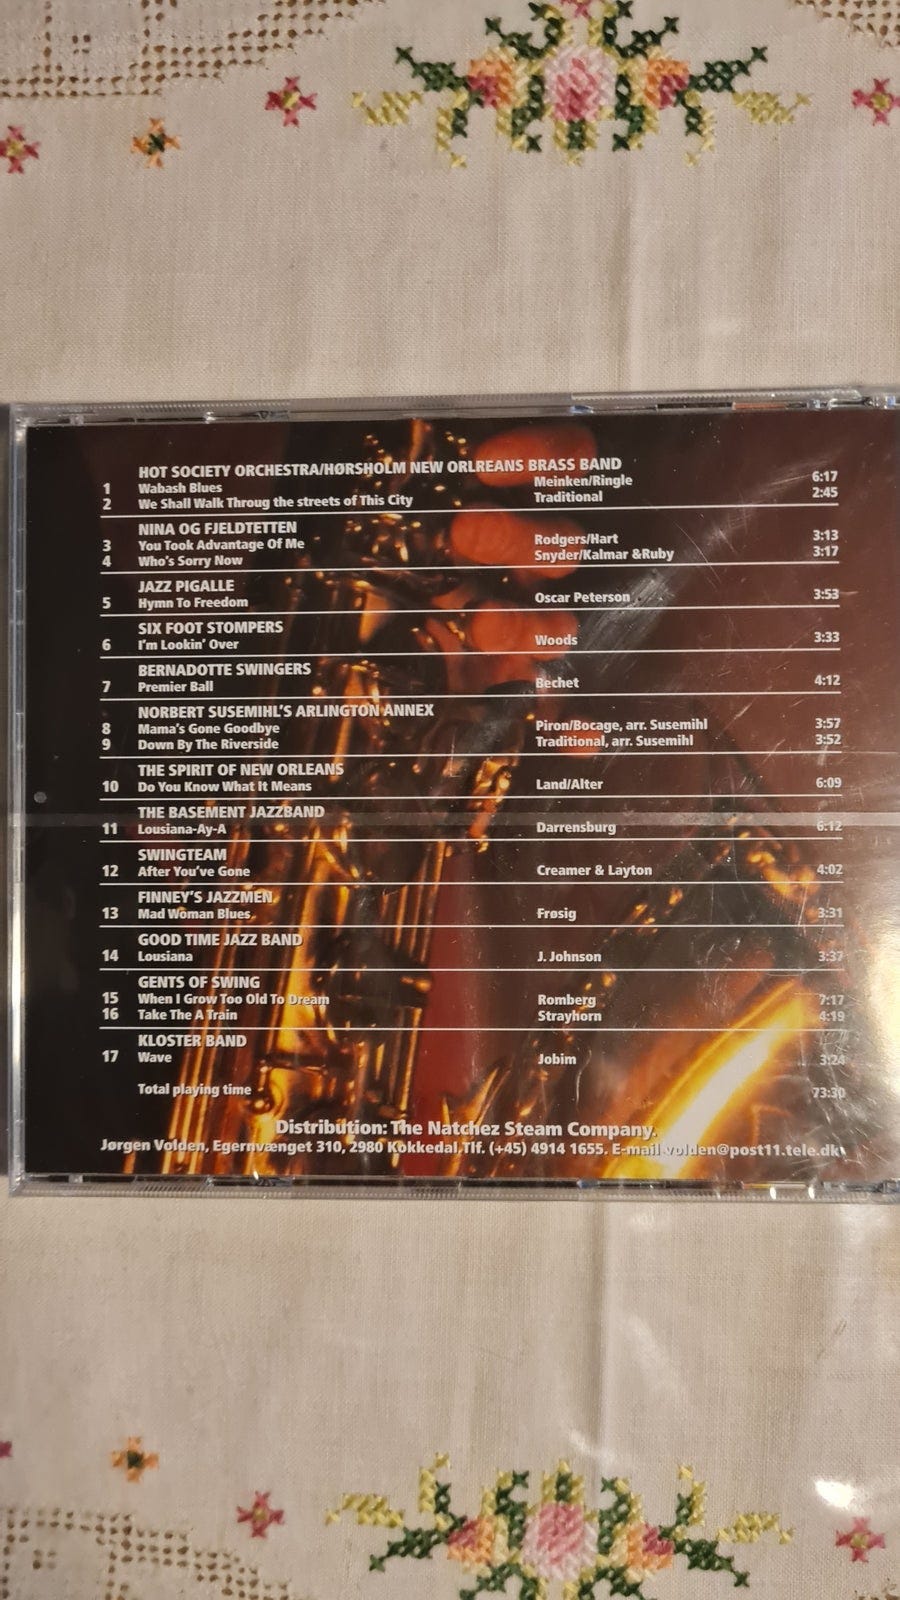 HOT SOCIETY ORCHESTRA/HØRSHOLM NEW ORLREANS BRASS BAND
1 Wabash Blues Meinken/Ringle 6:17
2 We Shall Walk Throug the streets of This City Traditional 2:45
NINA OG FJELDTETTEN
3 You Took Advantage Of Me Rodgers/Hart 3:13
4 Who's Sorry Now Snyder/Kalmar &Ruby 3:17
JAZZ PIGALLE
5 Hymn To Freedom Oscar Peterson 3:53
SIX FOOT STOMPERS
6 I'm Lookin' Over Woods 3:33
BERNADOTTE SWINGERS
7 Premier Ball Bechet 4:12
NORBERT SUSEMIHL'S ARLINGTON ANNEX
8 Mama's Gone Goodbye Piron/Bocage, arr. Susemihl 3:57
9 Down By The Riverside Traditional, arr. Susemihl 3:52
THE SPIRIT OF NEW ORLEANS
10 Do You Know What It Means Land/Alter 6:09
THE BASEMENT JAZZBAND
11 Lousiana-Ay-A Darrensburg 6:12
SWINGTEAM
12 After You've Gone Creamer & Layton 4:02
FINNEY'S JAZZMEN
13 Mad Woman Blues Frøsig 3:31
GOOD TIME JAZZ BAND
14 Lousiana J. Johnson 3:37
GENTS OF SWING
15 When I Grow Too Old To Dream Romberg 7:17
16 Take The A Train Strayhorn 4:19
KLOSTER BAND
17 Wave Jobim 3:24
Total playing time 73:30
Distribution: The Natchez Steam Company.
Jørgen Volden, Egernvænget 310, 2980 Kokkedal,Tlf. (+45) 4914 1655. E-mail volden@post11.tele.dk